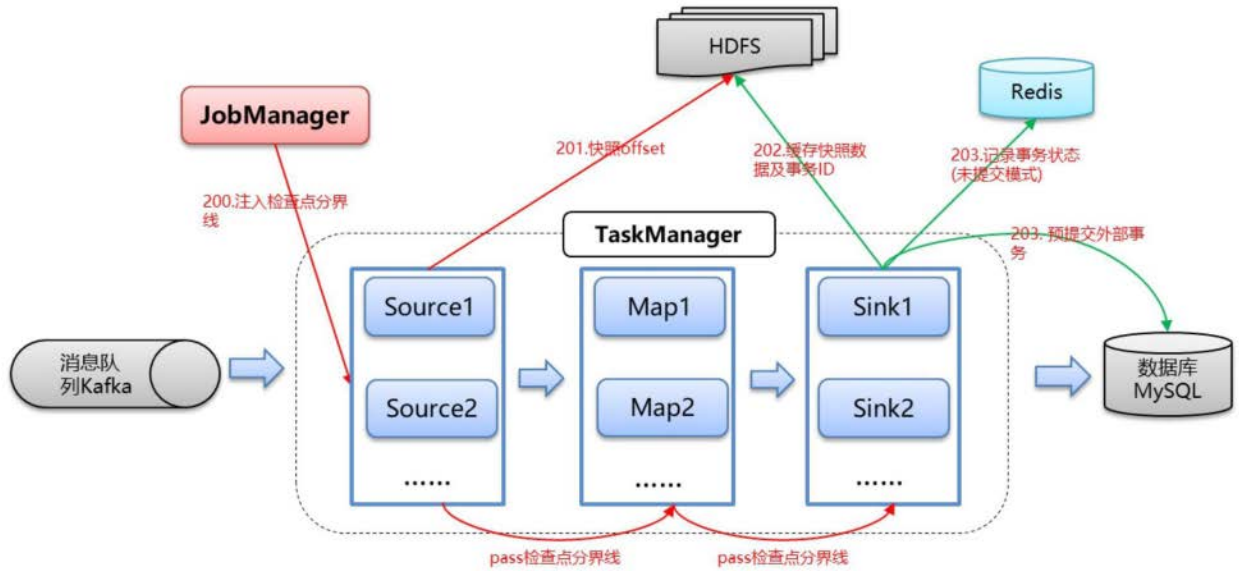 HDFS
Redis
JobManager
201.快照offset
202.缓存快照数
据及事务ID
203.记录事务状态
(未提交模式)
200.注入检查点分界
线
TaskManager
203. 预提交外部事
务
Source1
Map1
Sink1
消息队
列Kafka
数据库
MySQL
Source2
Map2
Sink2
……
……
……
pass检查点分界线
pass检查点分界线